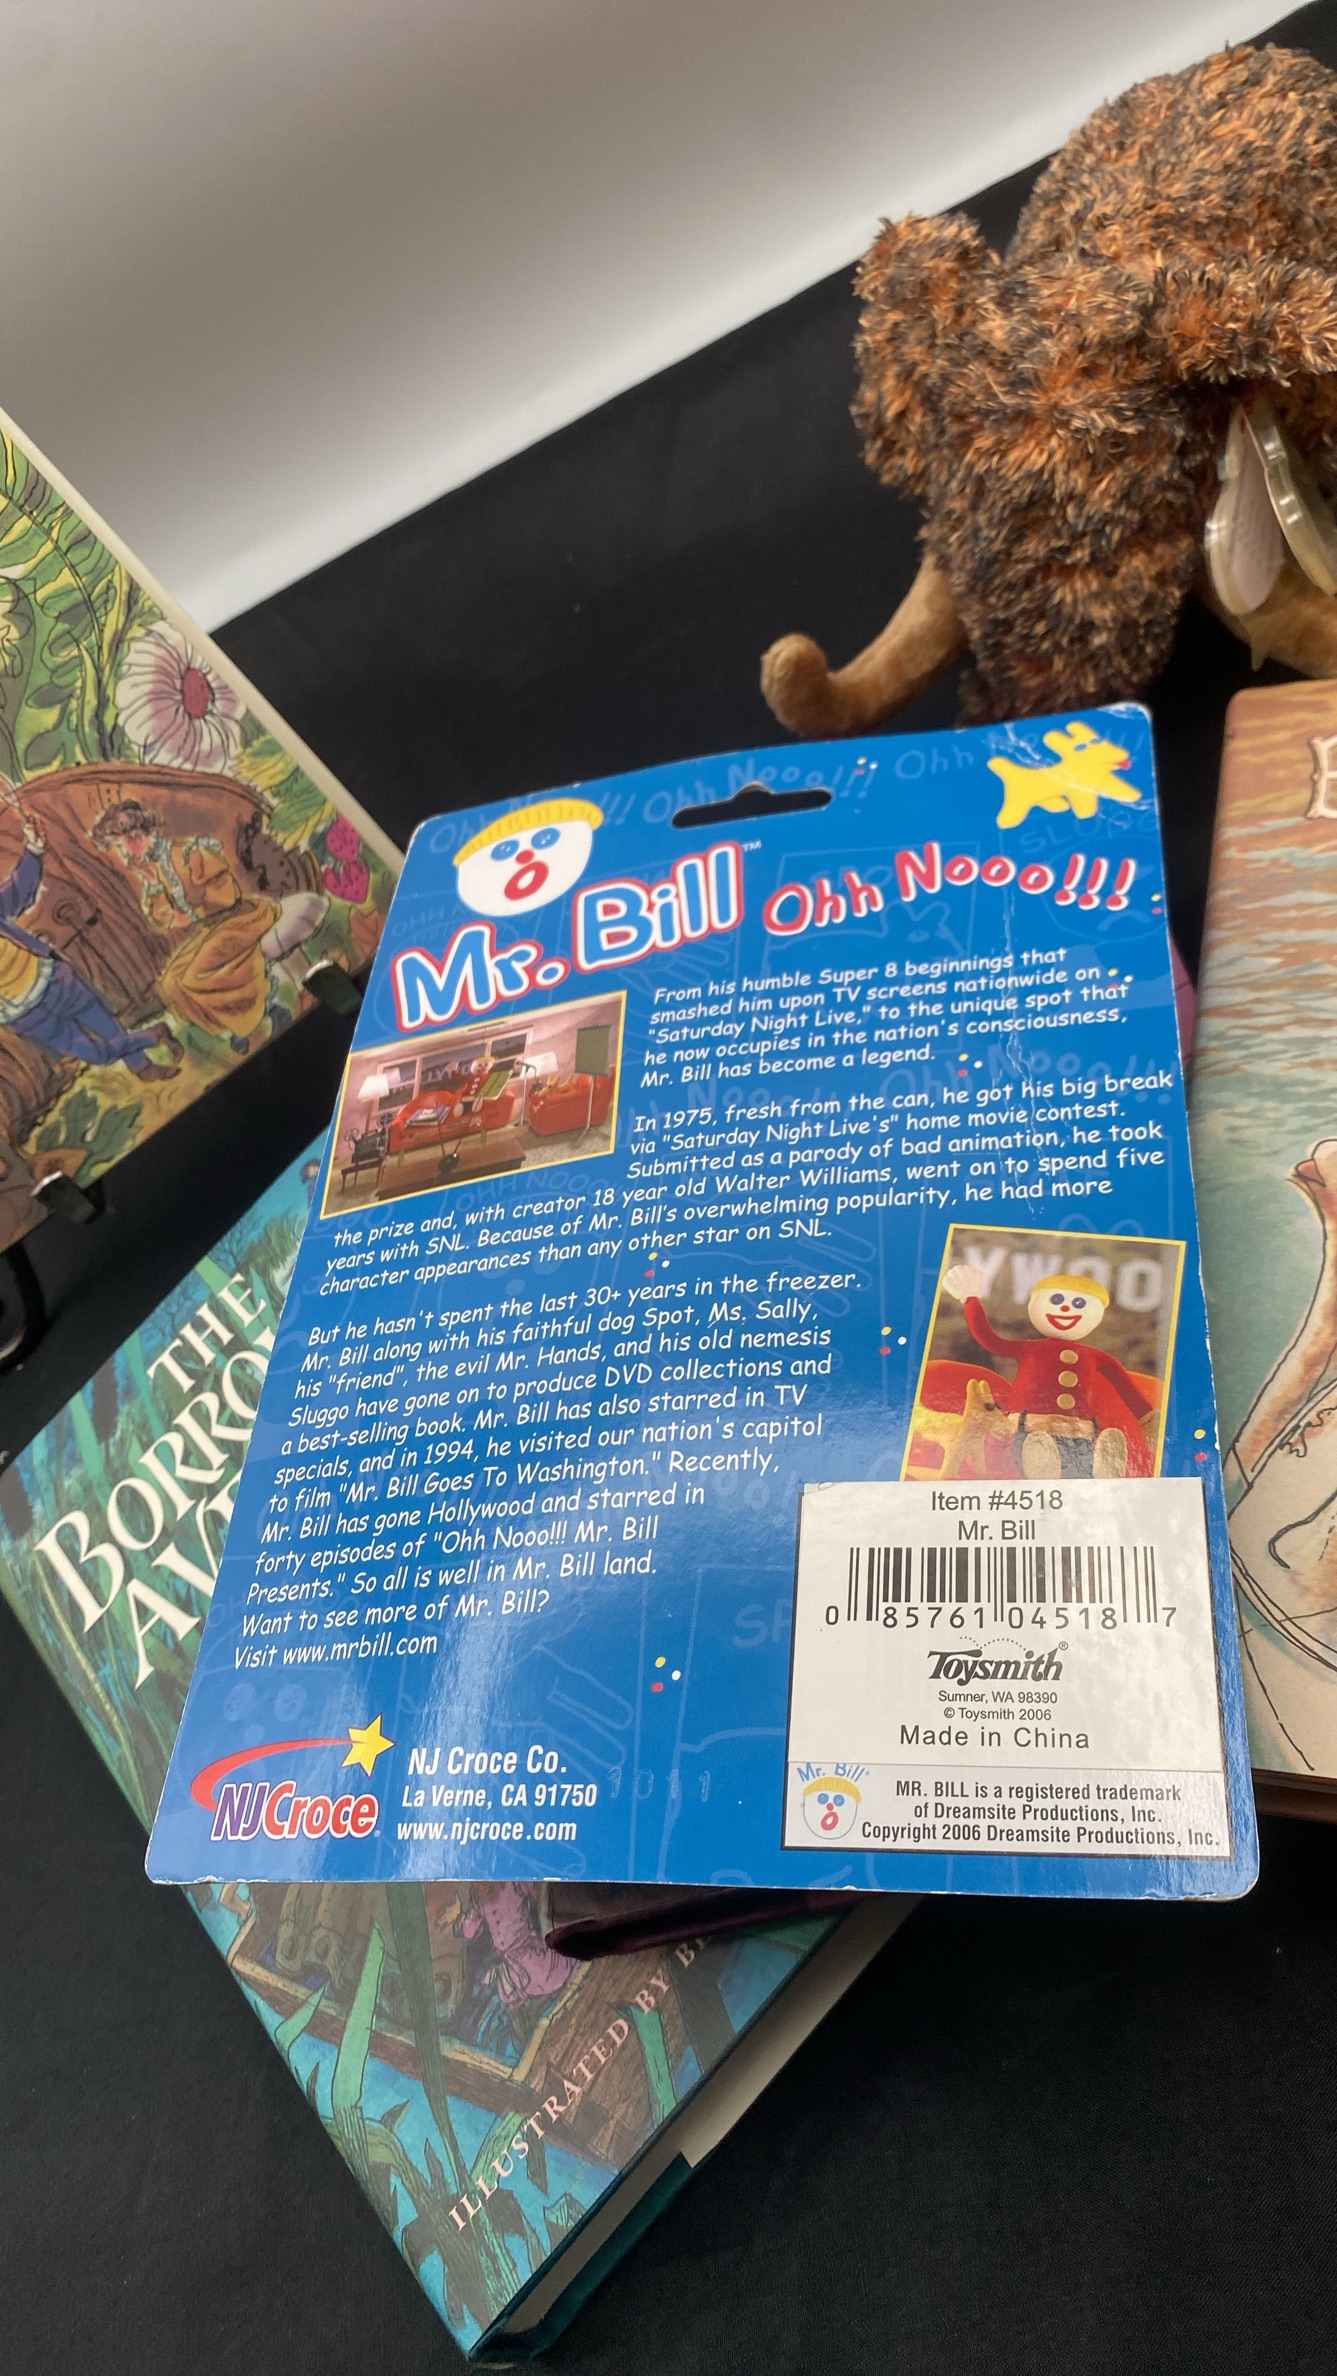 Mr. Bill™ Ohh Nooo!!!
From his humble Super 8 beginnings that
smashed him upon TV screens nationwide on
"Saturday Night Live," to the unique spot that
he now occupies in the nation's consciousness,
Mr. Bill has become a legend.
In 1975, fresh from the can, he got his big break
via "Saturday Night Live's" home movie contest.
Submitted as a parody of bad animation, he took
the prize and, with creator 18 year old Walter Williams, went on to spend five
years with SNL. Because of Mr. Bill's overwhelming popularity, he had more
character appearances than any other star on SNL.
But he hasn't spent the last 30+ years in the freezer.
Mr. Bill along with his faithful dog Spot, Ms. Sally,
his "friend", the evil Mr. Hands, and his old nemesis
Sluggo have gone on to produce DVD collections and
a best-selling book. Mr. Bill has also starred in TV
specials, and in 1994, he visited our nation's capitol
to film "Mr. Bill Goes To Washington." Recently,
Mr. Bill has gone Hollywood and starred in
forty episodes of "Ohh Nooo!!! Mr. Bill
Presents." So all is well in Mr. Bill land.
Want to see more of Mr. Bill?
Visit www.mrbill.com
YWOO
Item #4518
Mr. Bill
0 85761 04518 7
Toysmith®
Sumner, WA 98390
© Toysmith 2006
Made in China
Mr. Bill®
MR. BILL is a registered trademark
of Dreamsite Productions, Inc.
Copyright 2006 Dreamsite Productions, Inc.
NJCroce®
NJ Croce Co.
La Verne, CA 91750
www.njcroce.com
THE
BORRO
A
ILLUSTRATED BY